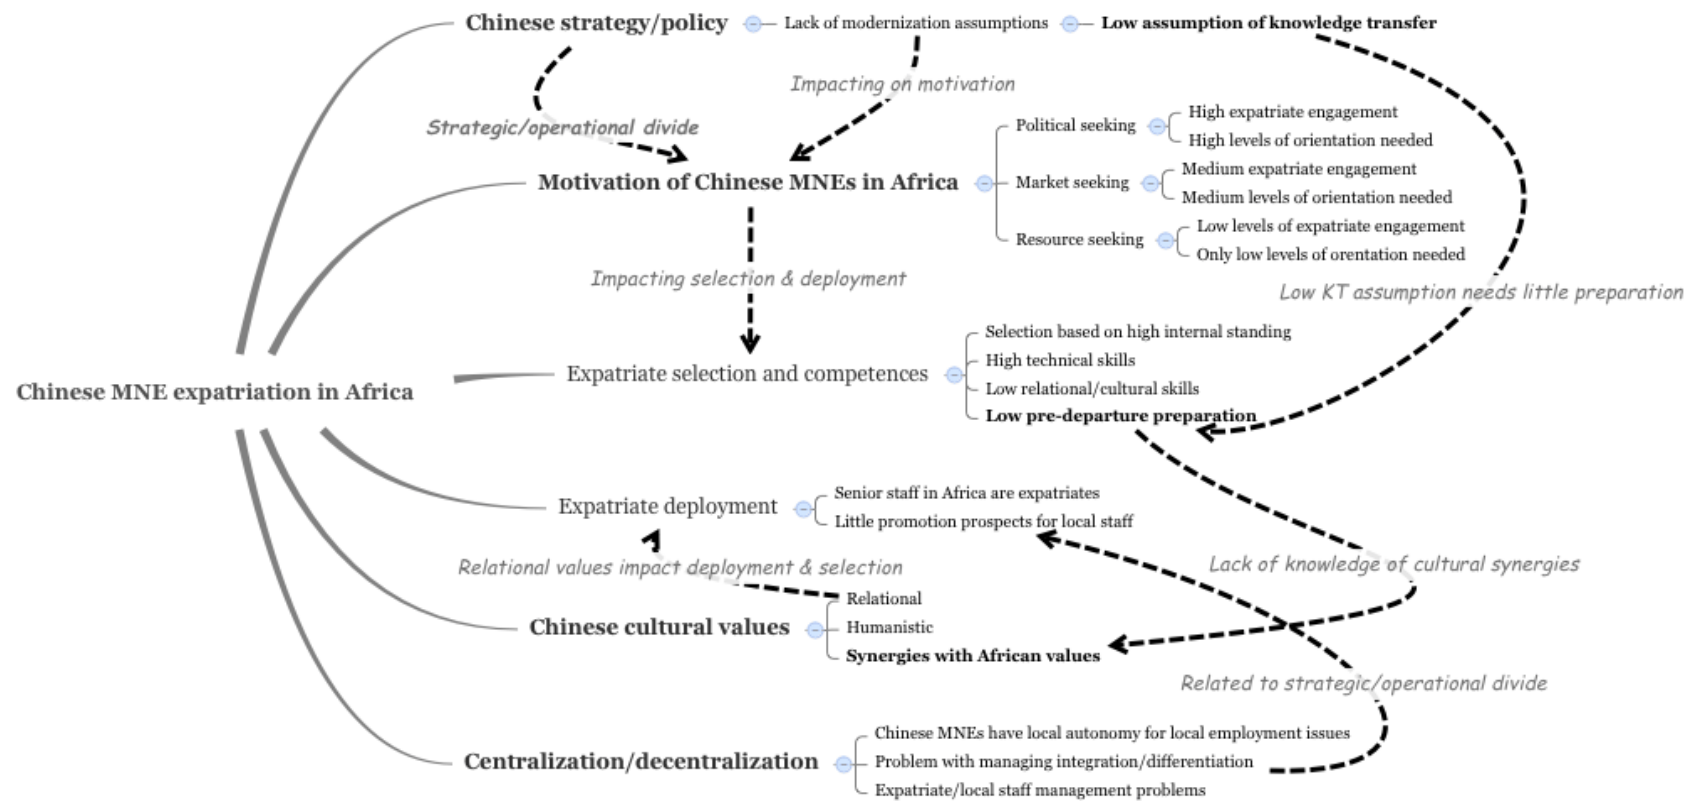 Chinese strategy/policy
Lack of modernization assumptions
Low assumption of knowledge transfer
Impacting on motivation
Strategic/operational divide
Motivation of Chinese MNEs in Africa
Political seeking
High expatriate engagement
High levels of orientation needed
Market seeking
Medium expatriate engagement
Medium levels of orientation needed
Resource seeking
Low levels of expatriate engagement
Only low levels of orentation needed
Impacting selection & deployment
Low KT assumption needs little preparation
Chinese MNE expatriation in Africa
Expatriate selection and competences
Selection based on high internal standing
High technical skills
Low relational/cultural skills
Low pre-departure preparation
Expatriate deployment
Senior staff in Africa are expatriates
Little promotion prospects for local staff
Relational values impact deployment & selection
Lack of knowledge of cultural synergies
Chinese cultural values
Relational
Humanistic
Synergies with African values
Related to strategic/operational divide
Centralization/decentralization
Chinese MNEs have local autonomy for local employment issues
Problem with managing integration/differentiation
Expatriate/local staff management problems